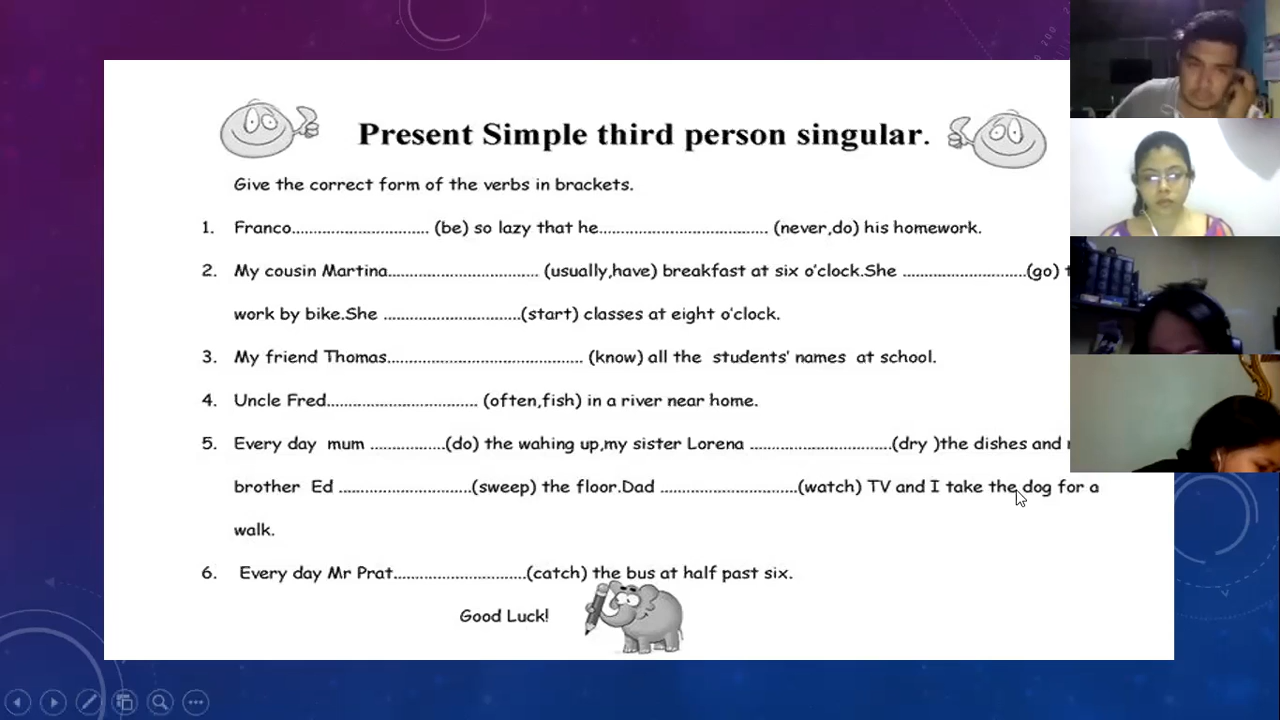 Present Simple third person singular.
Give the correct form of the verbs in brackets.
1. Franco............................. (be) so lazy that he.................................... (never,do) his homework.
2. My cousin Martina................................ (usually,have) breakfast at six o'clock.She ..........................(go)
work by bike.She .............................(start) classes at eight o'clock.
3. My friend Thomas.......................................... (know) all the students' names at school.
4. Uncle Fred................................ (often,fish) in a river near home.
5. Every day mum ................(do) the wahing up,my sister Lorena ..............................(dry )the dishes and
brother Ed ............................(sweep) the floor.Dad .............................(watch) TV and I take the dog for a
walk.
6. Every day Mr Prat............................(catch) the bus at half past six.
Good Luck!
200